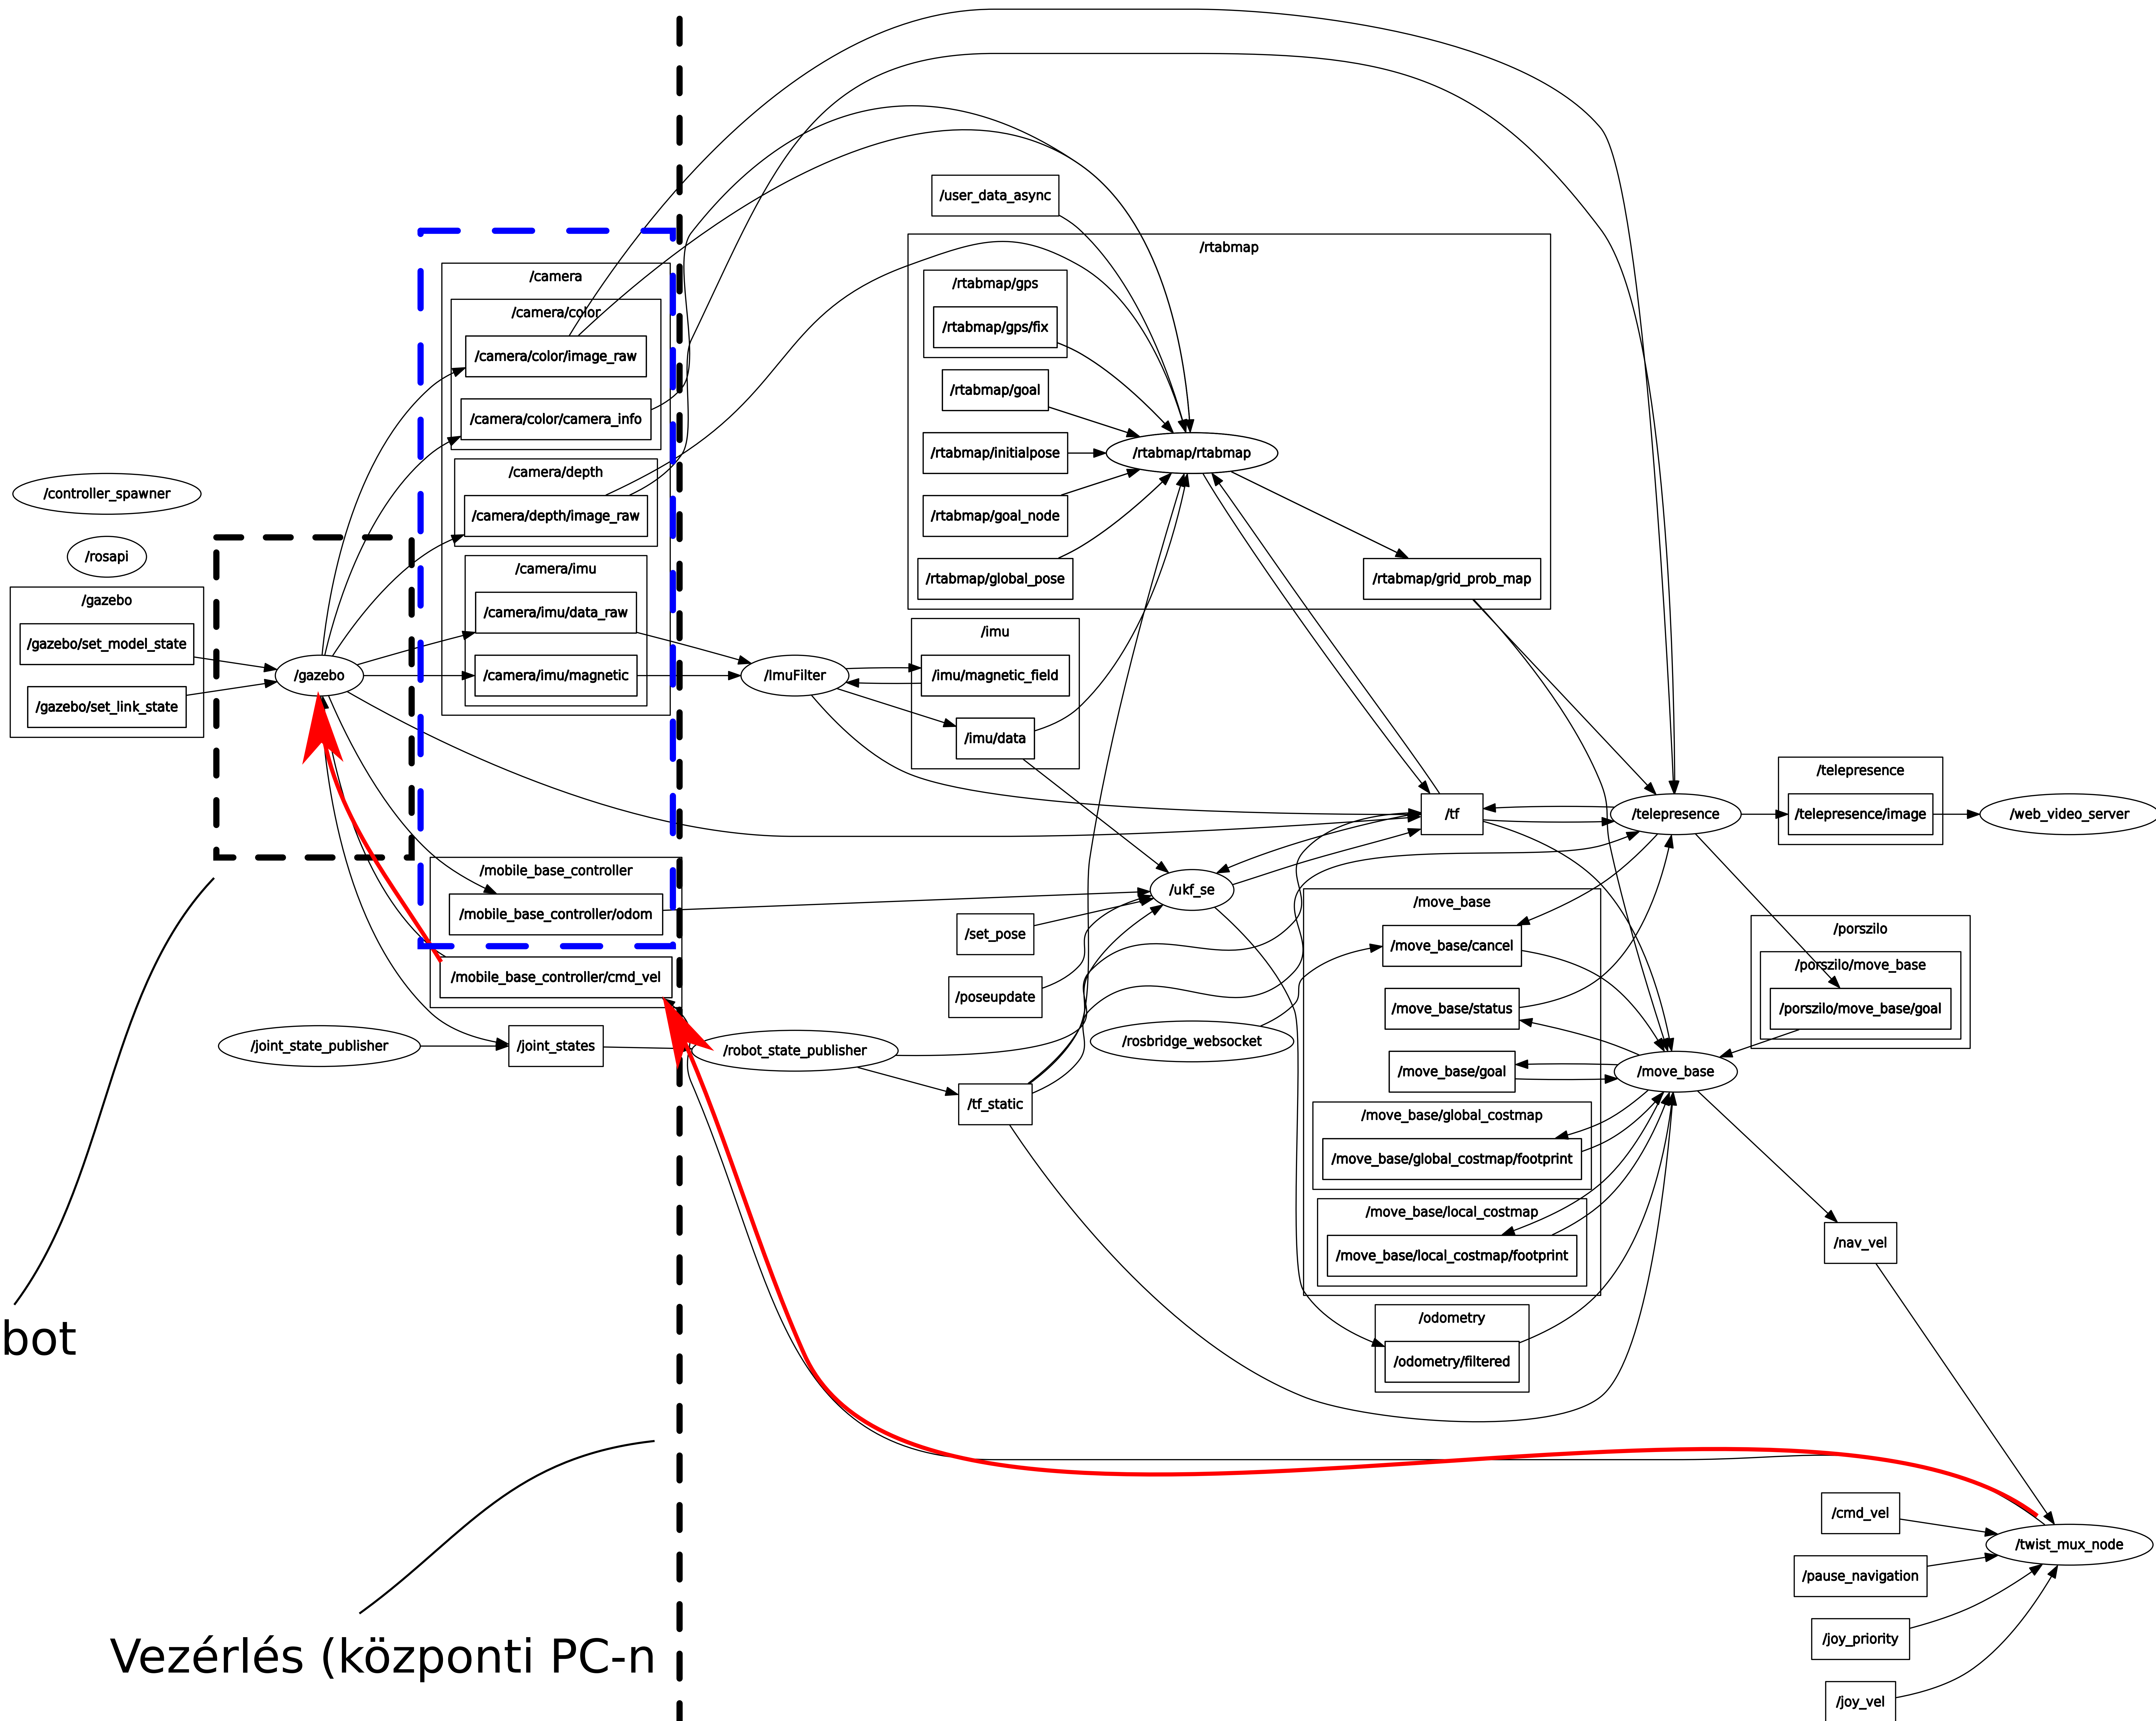 /controller_spawner
/rosapi
/gazebo
/gazebo/set_model_state
/gazebo/set_link_state
/gazebo
/joint_state_publisher
/camera
/camera/color
/camera/color/image_raw
/camera/color/camera_info
/camera/depth
/camera/depth/image_raw
/camera/imu
/camera/imu/data_raw
/camera/imu/magnetic
/mobile_base_controller
/mobile_base_controller/odom
/mobile_base_controller/cmd_vel
/joint_states
/ImuFilter
/robot_state_publisher
/user_data_async
/rtabmap
/rtabmap/gps
/rtabmap/gps/fix
/rtabmap/goal
/rtabmap/initialpose
/rtabmap/goal_node
/rtabmap/global_pose
/rtabmap/rtabmap
/rtabmap/grid_prob_map
/imu
/imu/magnetic_field
/imu/data
/set_pose
/poseupdate
/tf_static
/ukf_se
/rosbridge_websocket
/tf
/move_base
/move_base/cancel
/move_base/status
/move_base/goal
/move_base/global_costmap
/move_base/global_costmap/footprint
/move_base/local_costmap
/move_base/local_costmap/footprint
/odometry
/odometry/filtered
/telepresence
/move_base
/telepresence
/telepresence/image
/web_video_server
/porszilo
/porszilo/move_base
/porszilo/move_base/goal
/nav_vel
/cmd_vel
/pause_navigation
/joy_priority
/joy_vel
/twist_mux_node
bot
Vezérlés (központi PC-n